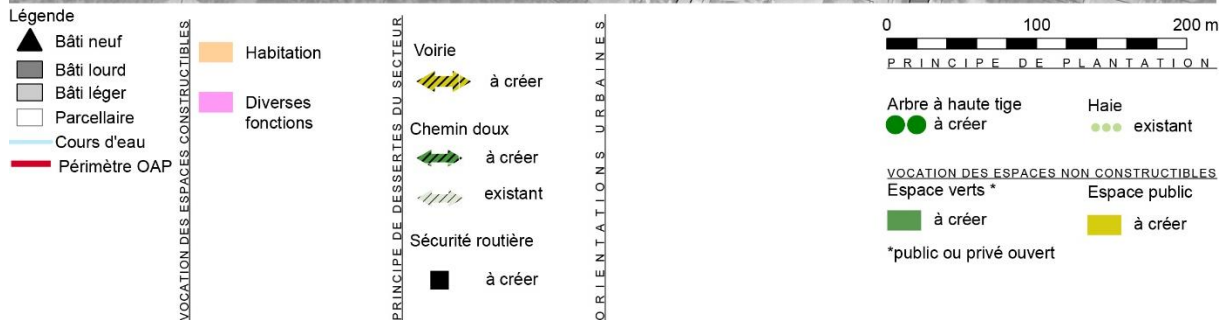 Légende
Bâti neuf
Bâti lourd
Bâti léger
Parcellaire
Cours d'eau
Périmètre OAP
VOCATION DES ESPACES CONSTRUCTIBLES
Habitation
Diverses
fonctions
PRINCIPE DE DESSERTES DU SECTEUR
Voirie
à créer
Chemin doux
à créer
existant
Sécurité routière
à créer
ORIENTATIONS URBAINES
0 100 200 m
PRINCIPE DE PLANTATION
Arbre à haute tige
à créer
Haie
existant
VOCATION DES ESPACES NON CONSTRUCTIBLES
Espace verts *
à créer
Espace public
à créer
*public ou privé ouvert